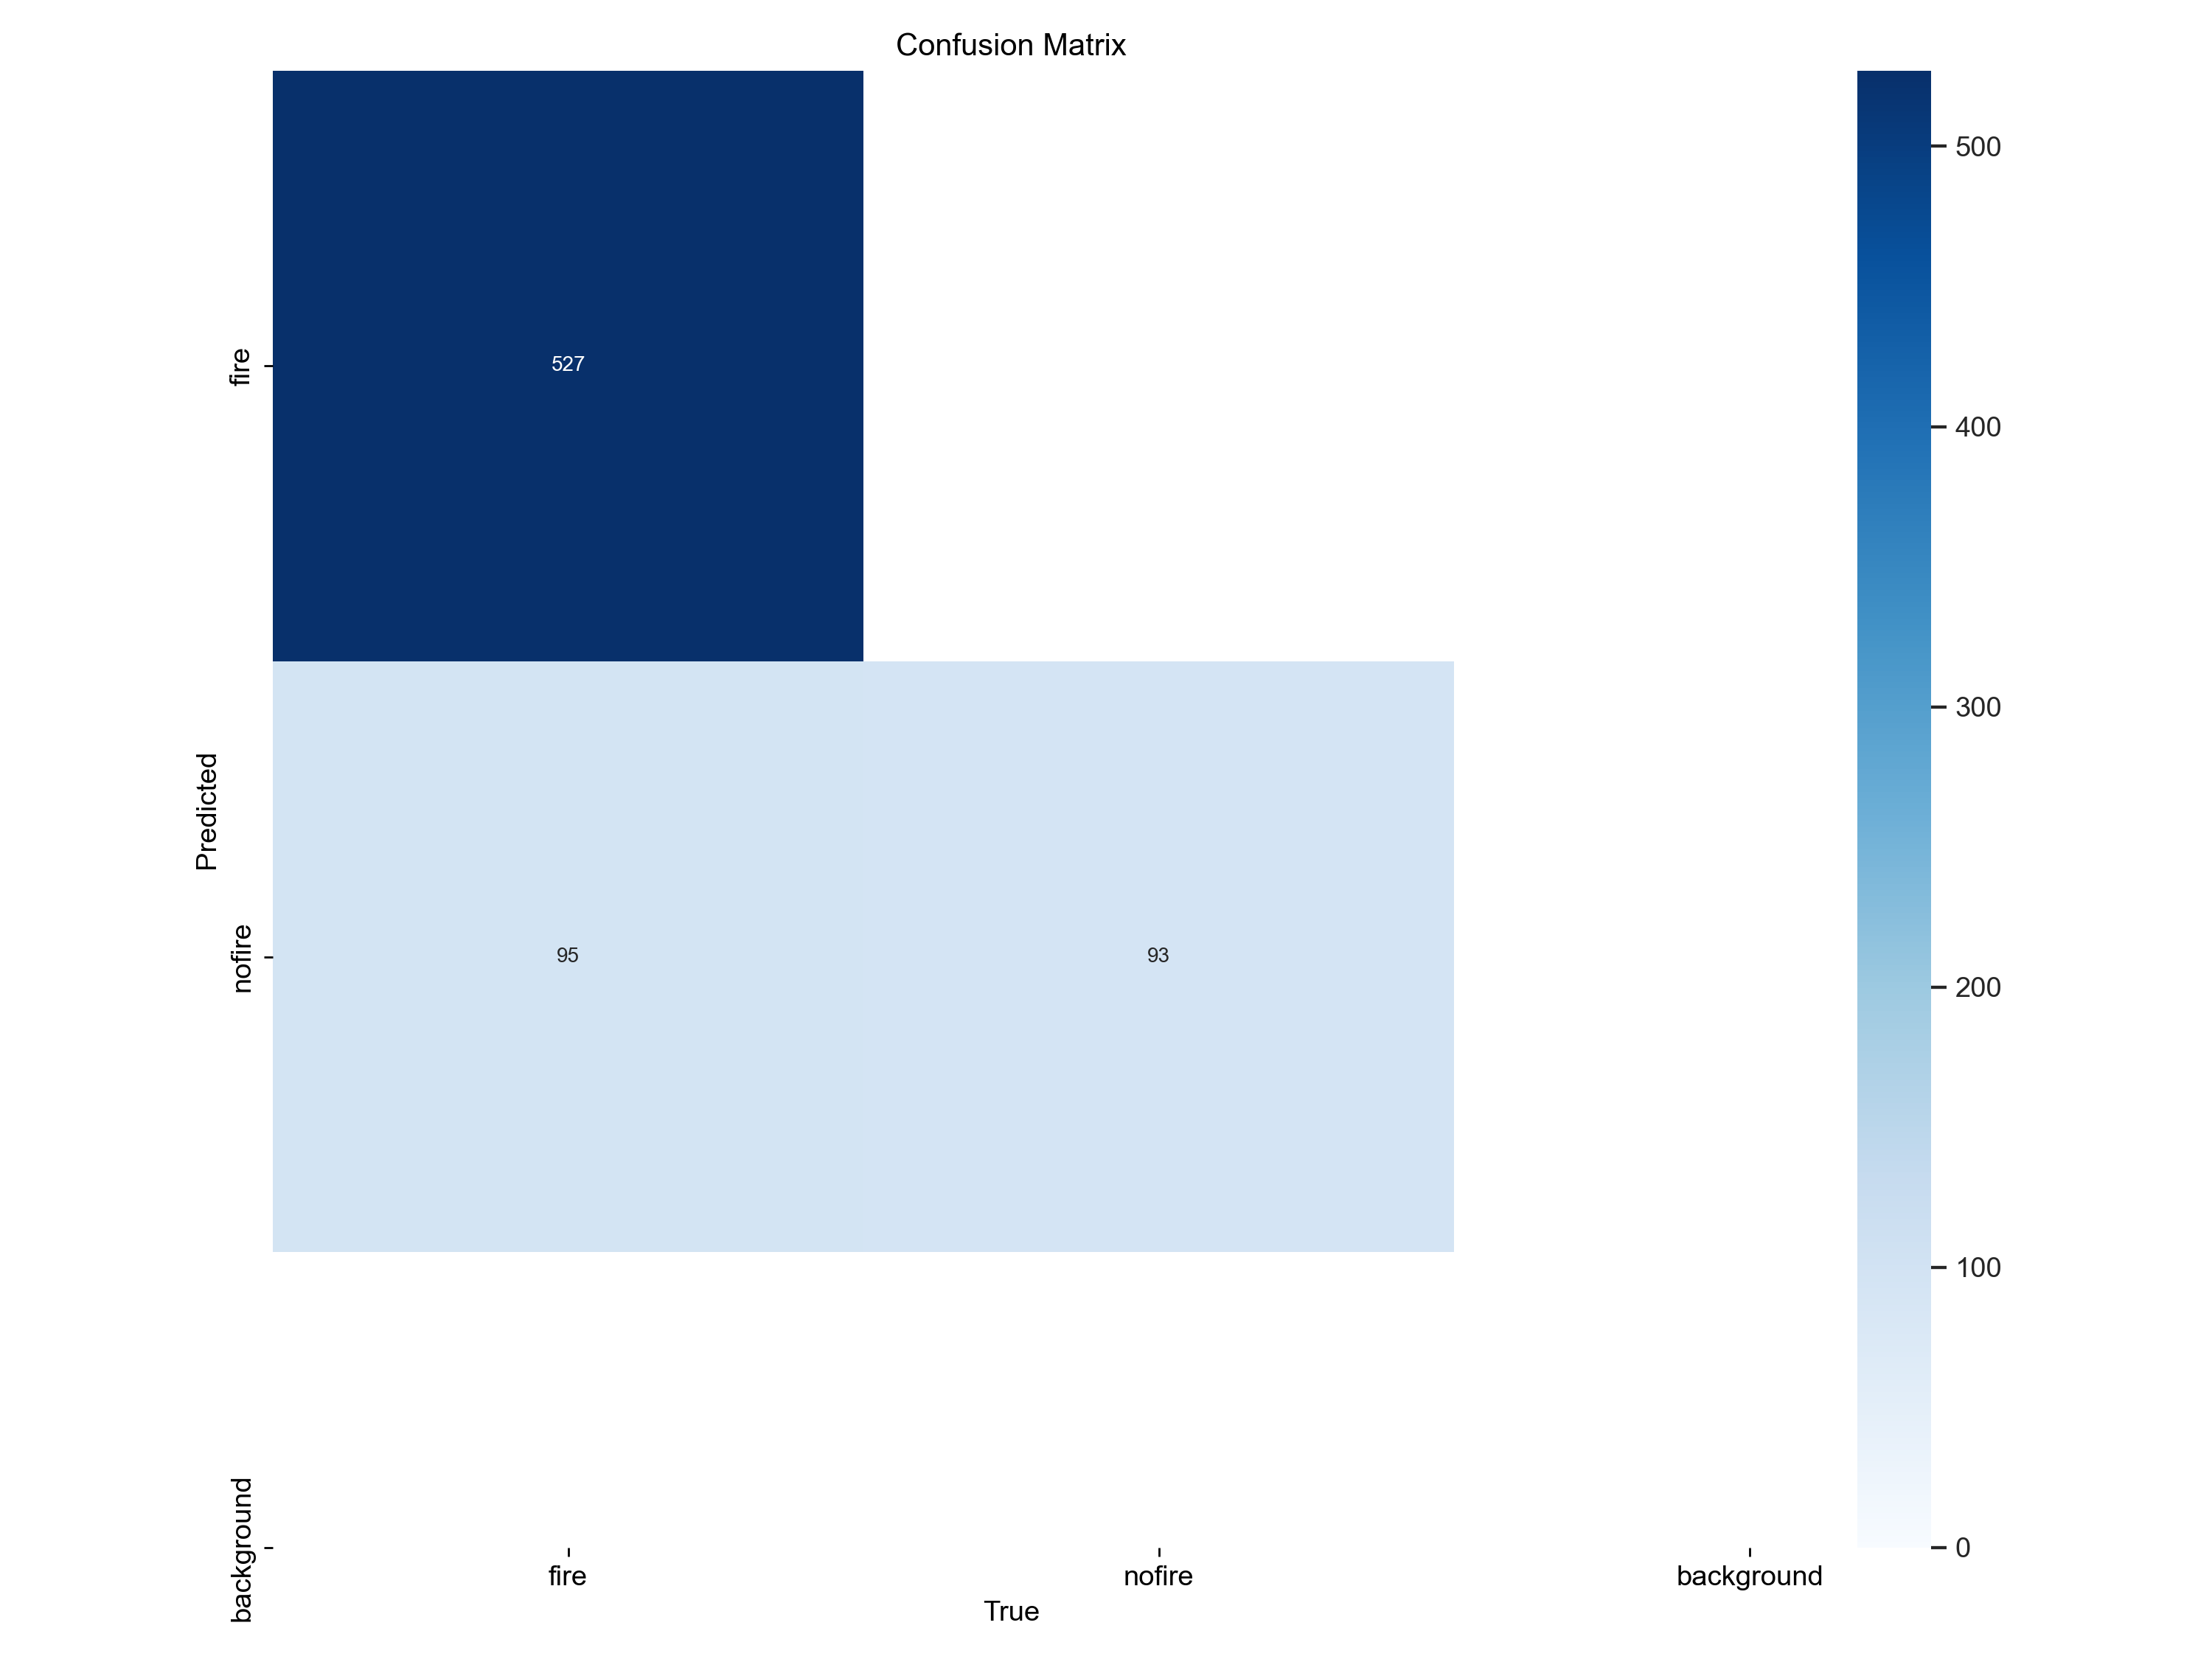 Confusion Matrix
527
95
93
fire
nofire
background
Predicted
fire
nofire
background
True
500
400
300
200
100
0